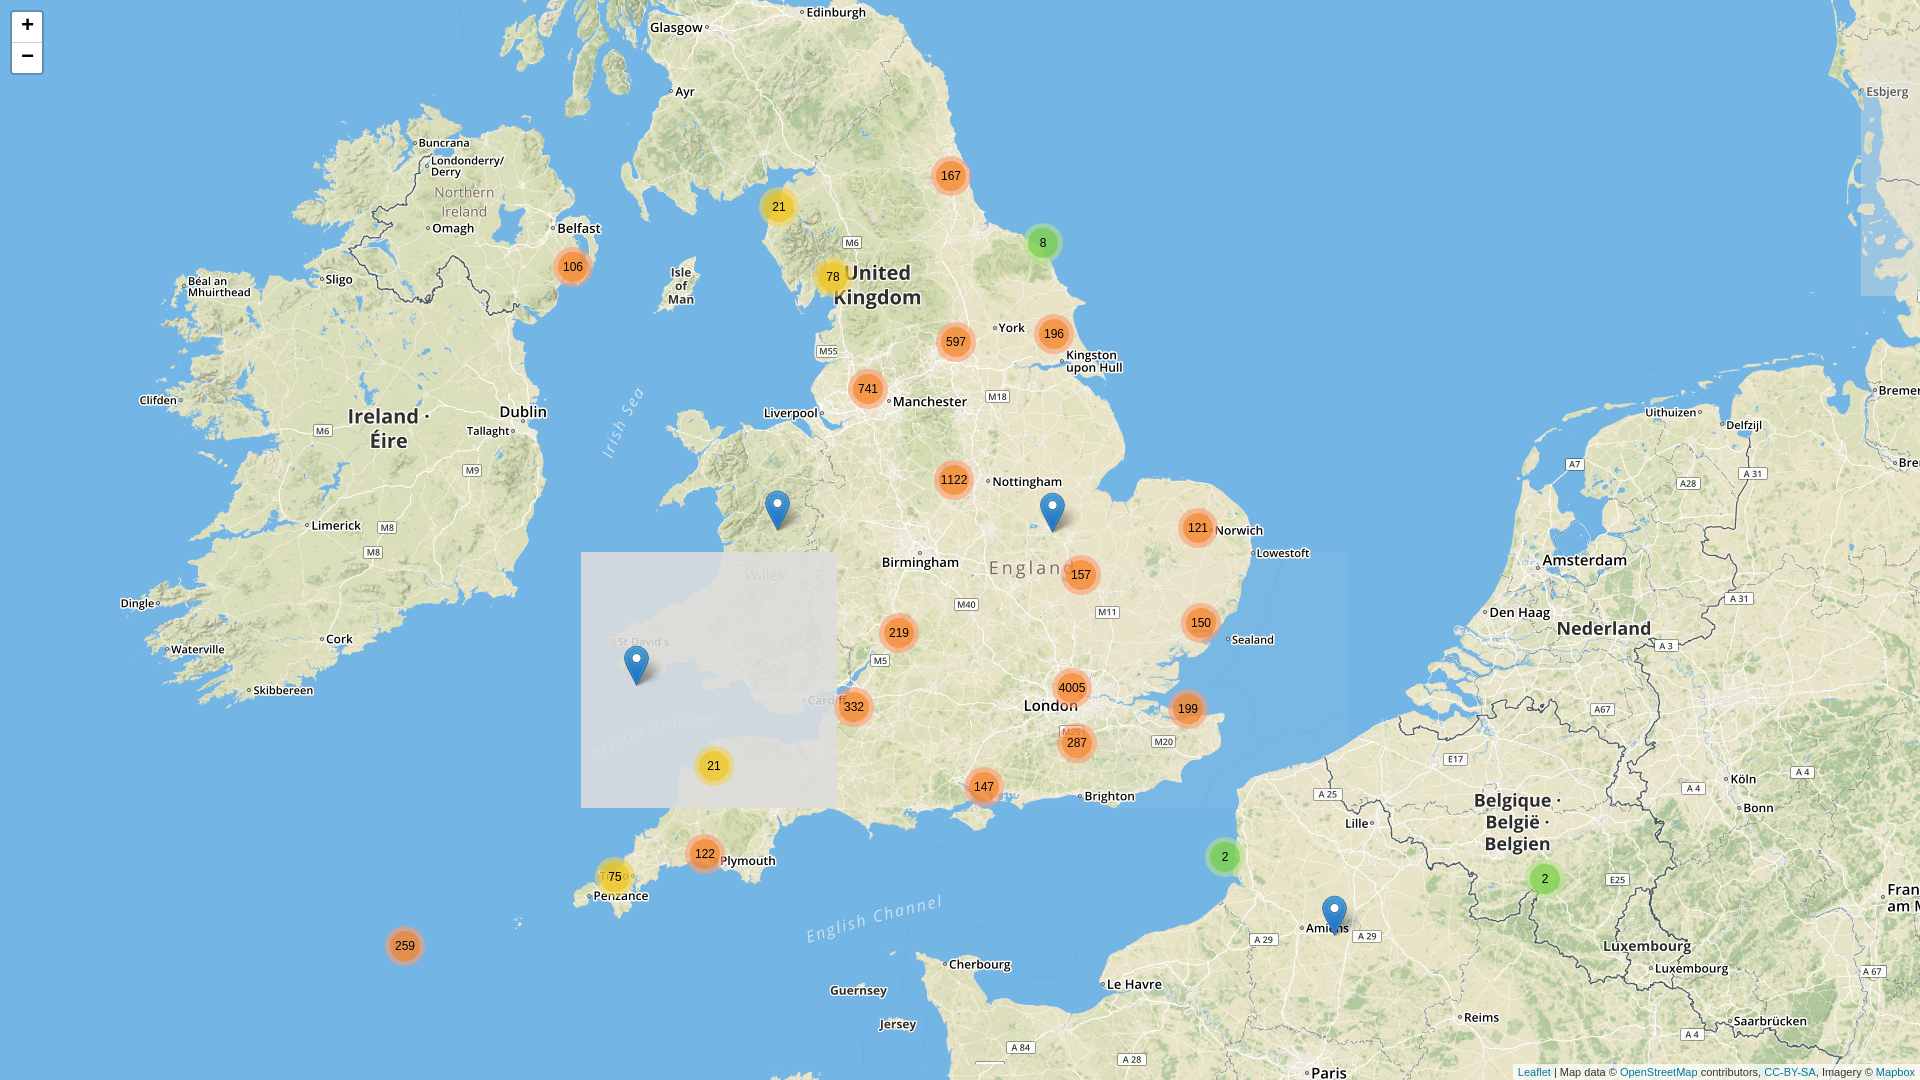 +
−
Edinburgh
Glasgow
Ayr
Esbjerg
Buncrana
Londonderry/
Derry
Northern
Ireland
Omagh
Belfast
167
21
M6
8
106
Isle
of
Man
78
United
Kingdom
Sligo
Béal an
Mhuirthead
York
196
597
M55
Kingston
upon Hull
741
M18
Manchester
Liverpool
Irish Sea
Clifden
Ireland ·
Éire
Dublin
Tallaght
M6
M9
Uithuizen
Delfzijl
A7
A 31
A28
1122
Nottingham
Limerick
M8
M8
121
Norwich
Lowestoft
Birmingham
England
157
Wales
Amsterdam
Dingle
M40
M11
Den Haag
A 31
Nederland
219
150
Sealand
Cork
Waterville
St David's
M5
A 3
Skibbereen
4005
London
Cardiff
332
199
A67
Bristol Channel
M25
287
M20
E17
21
147
Brighton
A 25
Köln
A 4
A 4
Bonn
Belgique ·
België ·
Belgien
Lille
122
Plymouth
2
75
Penzance
2
E25
English Channel
259
Amiens
A 29
A 29
Luxembourg
Luxembourg
A 67
Cherbourg
Le Havre
Guernsey
Jersey
Reims
Saarbrücken
A 4
A 84
A 28
Paris
Leaflet | Map data © OpenStreetMap contributors, CC-BY-SA, Imagery © Mapbox